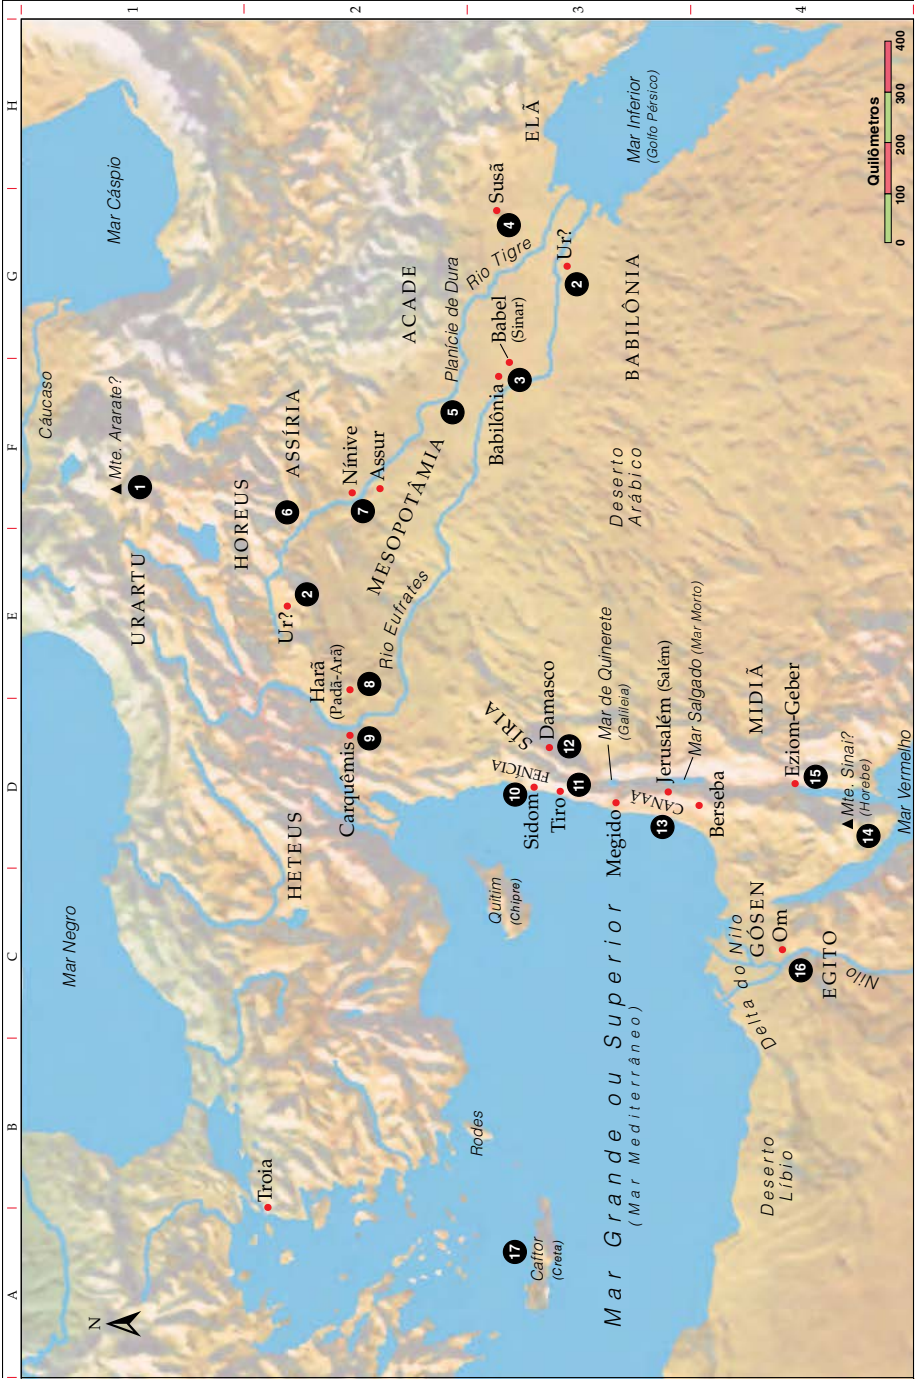 A
B
C
D
E
F
G
H
1
2
3
4
N
Mar Negro
Cáucaso
Mar Cáspio
Mte. Ararate?
1
URARTU
HOREUS
ASSÍRIA
6
Troia
HETEUS
Ur?
2
Nínive
7
Assur
ACADE
Carquêmis
9
Harã
(Padã-Arã)
8
MESOPOTÂMIA
Rio Eufrates
5
Planície de Dura
Rio Tigre
Susã
4
ELÃ
Babilônia
3
Babel
(Sinar)
Ur?
2
BABILÔNIA
Mar Inferior
(Golfo Pérsico)
Rodes
17
Caftor
(Creta)
Quitim
(Chipre)
10
Sidom
FENÍCIA
SÍRIA
Tiro
11
Damasco
12
Mar Grande ou Superior
(Mar Mediterrâneo)
Megido
Mar de Quinerete
(Galileia)
13
CANAÃ
Jerusalém (Salém)
Mar Salgado (Mar Morto)
Berseba
Deserto
Arábico
MIDIÃ
Eziom-Geber
15
Mte. Sinai?
(Horebe)
14
Mar Vermelho
Delta do Nilo
GÓSEN
Om
16
EGITO
Nilo
Deserto
Líbio
Quilômetros
0 100 200 300 400